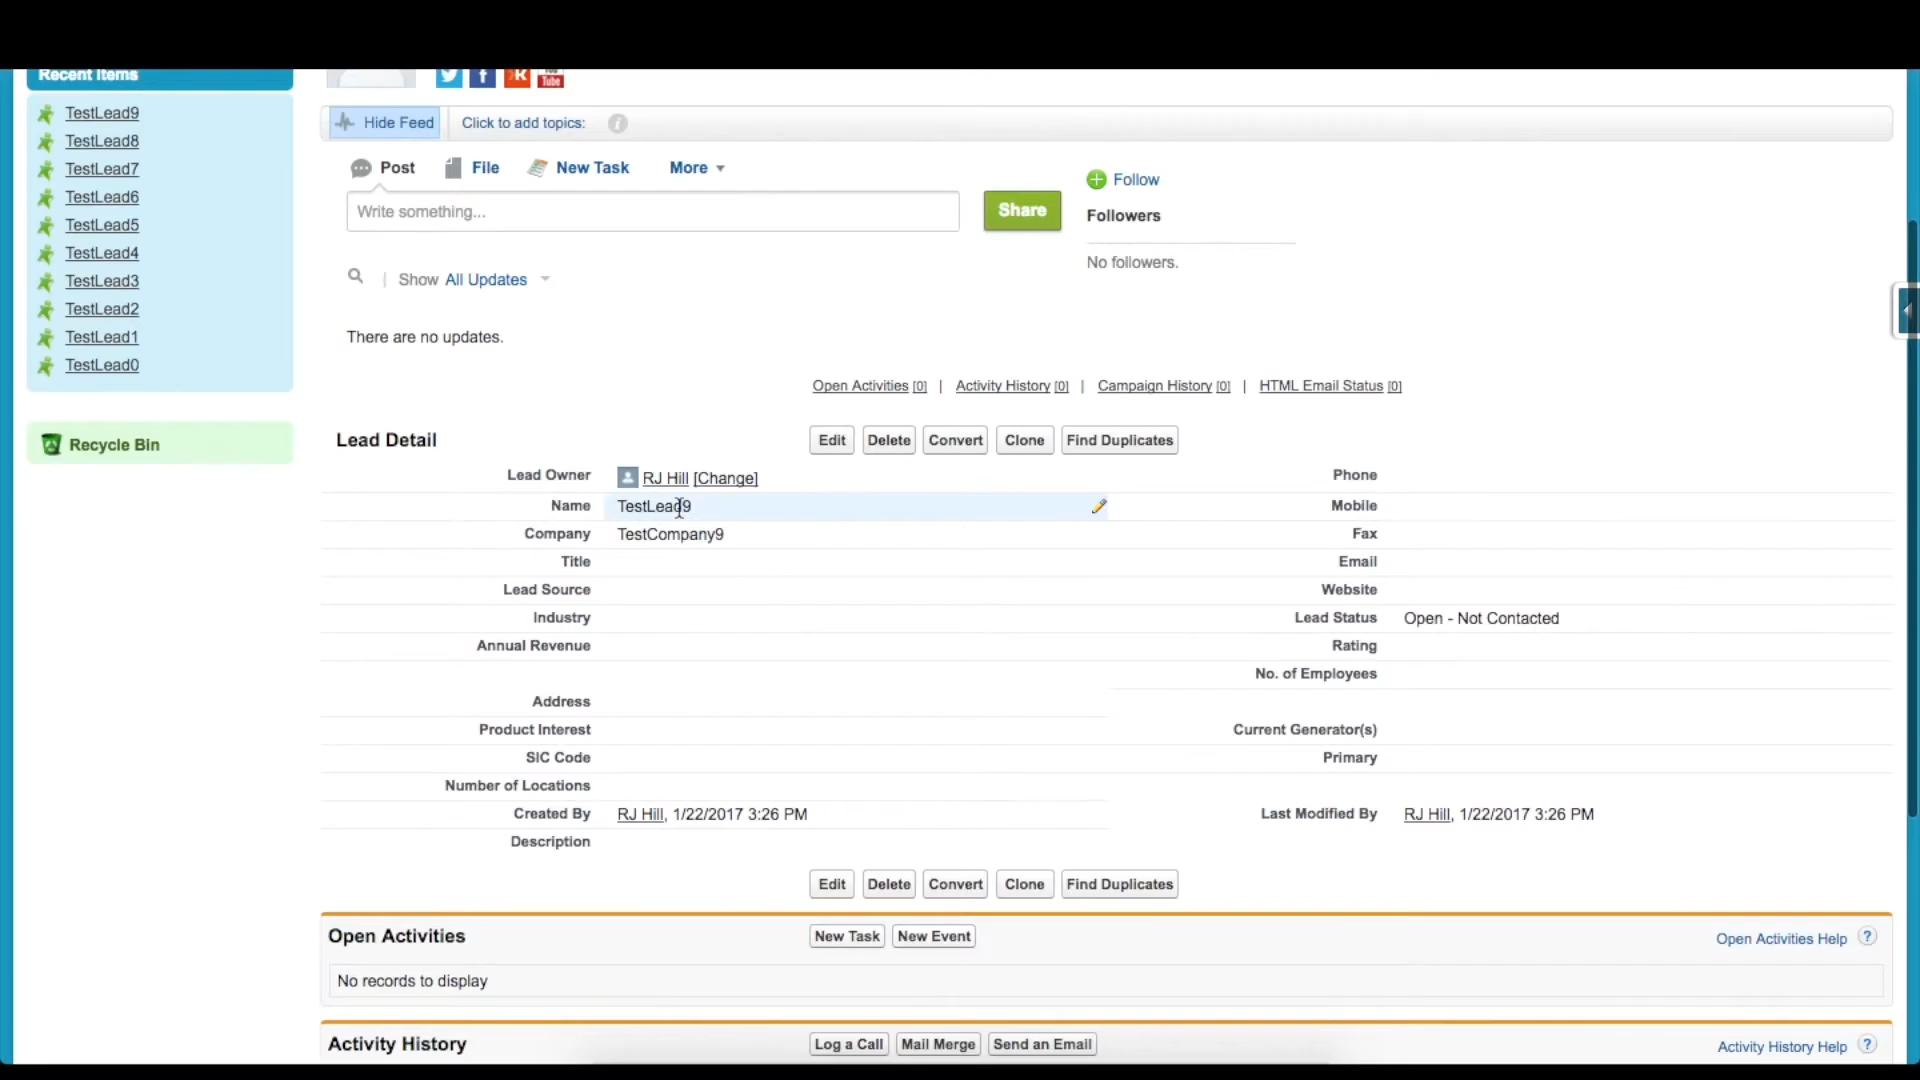 Recent Items
TestLead9
TestLead8
TestLead7
TestLead6
TestLead5
TestLead4
TestLead3
TestLead2
TestLead1
TestLead0
Recycle Bin
You Tube
Hide Feed Click to add topics:
Post File New Task More
Write something...
Share
Follow
Followers
No followers.
Show All Updates
There are no updates.
Open Activities [0] | Activity History [0] | Campaign History [0] | HTML Email Status [0]
Lead Detail Edit Delete Convert Clone Find Duplicates
Lead Owner RJ Hill [Change] Phone
Name TestLead9 Mobile
Company TestCompany9 Fax
Title Email
Lead Source Website
Industry Lead Status Open - Not Contacted
Annual Revenue Rating
No. of Employees
Address
Product Interest Current Generator(s)
SIC Code Primary
Number of Locations
Created By RJ Hill, 1/22/2017 3:26 PM Last Modified By RJ Hill, 1/22/2017 3:26 PM
Description
Edit Delete Convert Clone Find Duplicates
Open Activities New Task New Event Open Activities Help ?
No records to display
Activity History Log a Call Mail Merge Send an Email Activity History Help ?